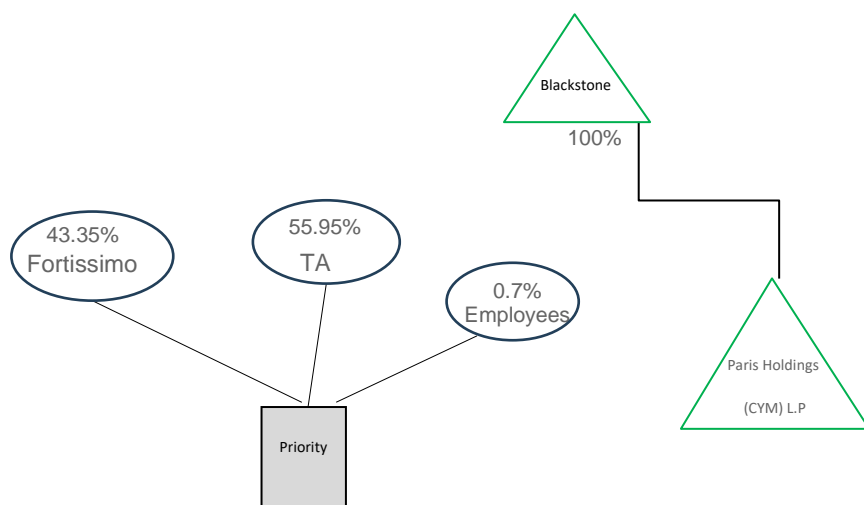 Blackstone
100%
43.35%
Fortissimo
55.95%
TA
0.7%
Employees
Paris Holdings
(CYM) L.P
Priority